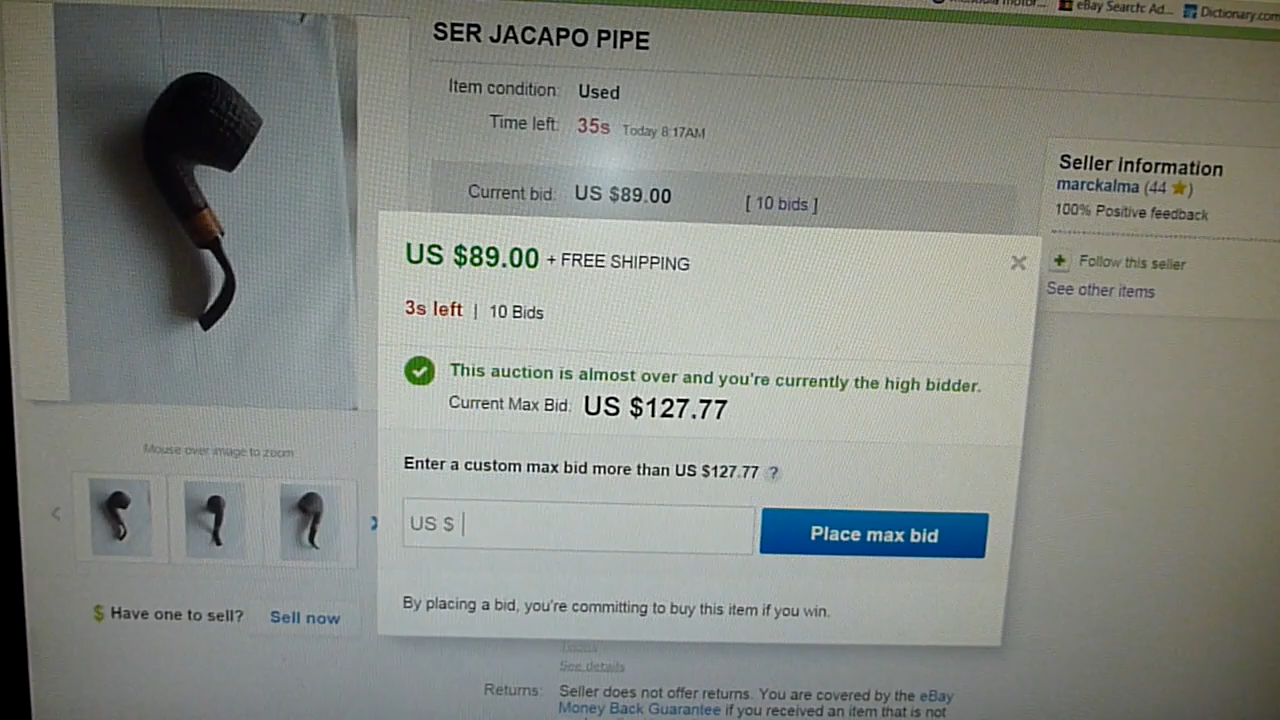 eBay Search: Ad...
Dictionary.com
SER JACAPO PIPE
Item condition: Used
Time left: 35s Today 8:17AM
Current bid: US $89.00 [ 10 bids ]
Seller information
marckalma (44 ★)
100% Positive feedback
+ Follow this seller
See other items
US $89.00 + FREE SHIPPING
×
3s left | 10 Bids
This auction is almost over and you're currently the high bidder.
Current Max Bid: US $127.77
Enter a custom max bid more than US $127.77 ?
US $
Place max bid
By placing a bid, you're committing to buy this item if you win.
Mouse over image to zoom
$ Have one to sell? Sell now
See details
Returns: Seller does not offer returns. You are covered by the eBay
Money Back Guarantee if you received an item that is not